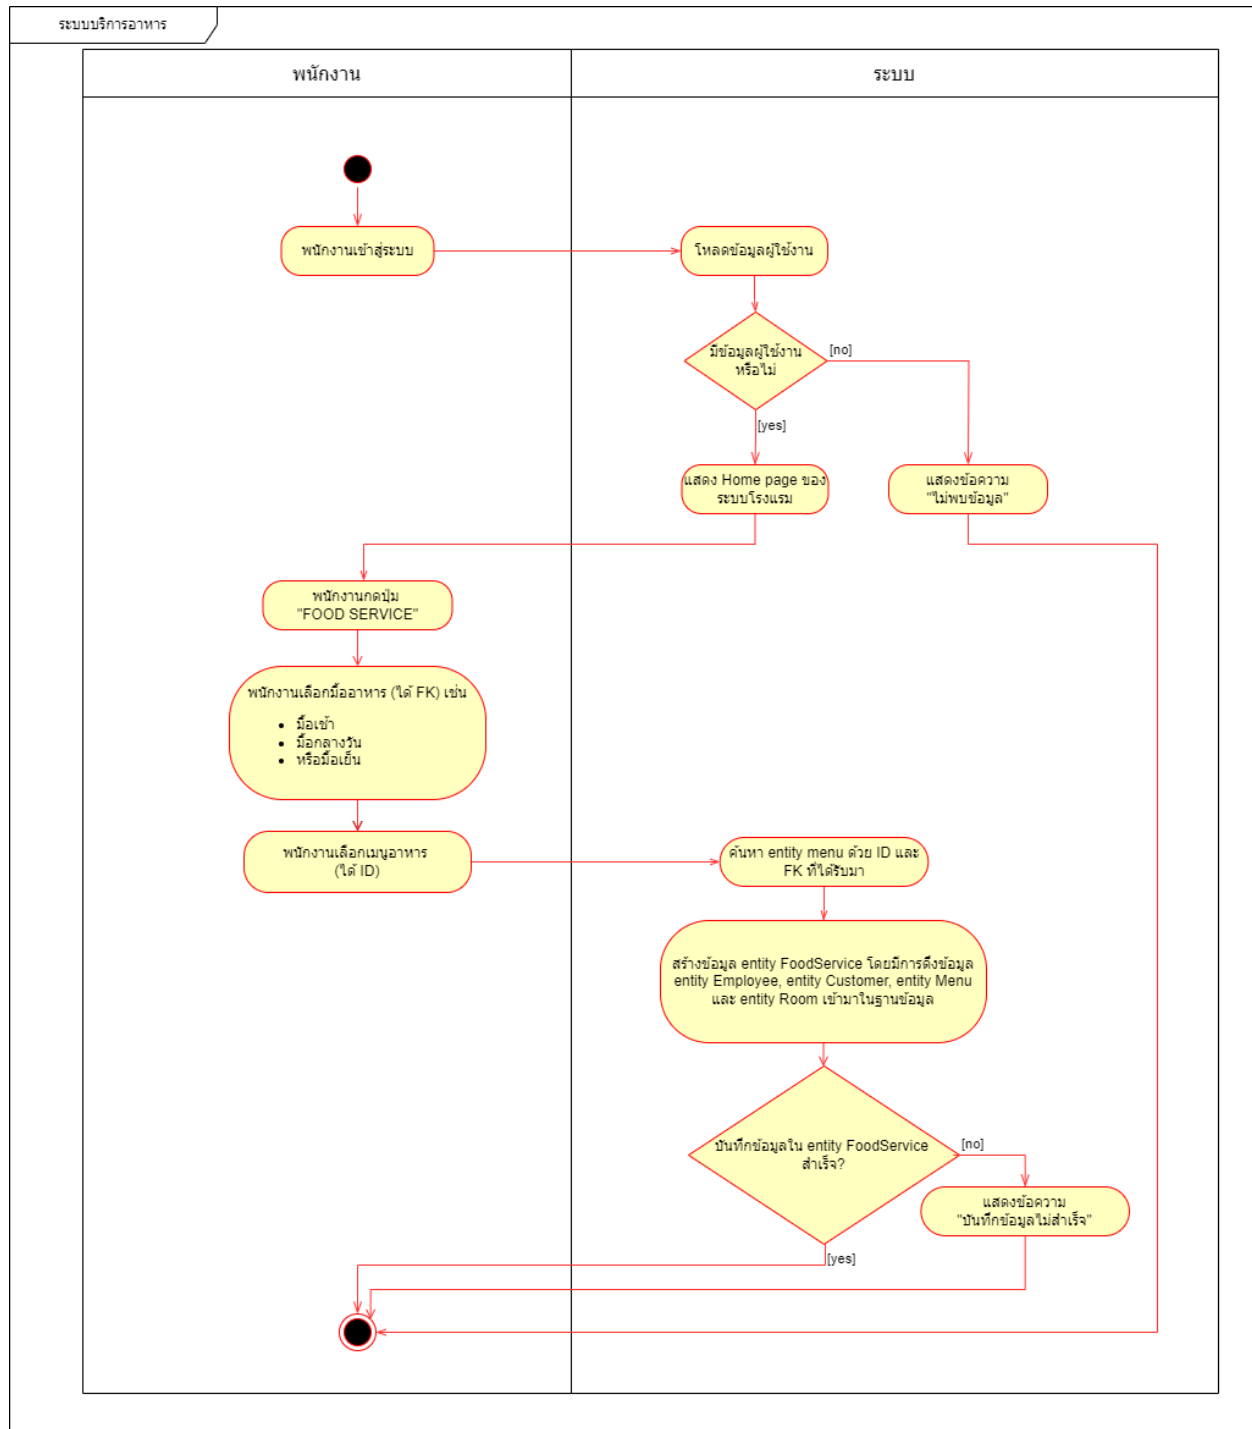 ระบบบริการอาหาร
พนักงาน
ระบบ
พนักงานเข้าสู่ระบบ
โหลดข้อมูลผู้ใช้งาน
มีข้อมูลผู้ใช้งาน
หรือไม่
[no]
[yes]
แสดง Home page ของ
ระบบโรงแรม
แสดงข้อความ
"ไม่พบข้อมูล"
พนักงานกดปุ่ม
"FOOD SERVICE"
พนักงานเลือกมื้ออาหาร (ได้ FK) เช่น
• มื้อเช้า
• มื้อกลางวัน
• หรือมื้อเย็น
พนักงานเลือกเมนูอาหาร
(ได้ ID)
ค้นหา entity menu ด้วย ID และ
FK ที่ได้รับมา
สร้างข้อมูล entity FoodService โดยมีการดึงข้อมูล
entity Employee, entity Customer, entity Menu
และ entity Room เข้ามาในฐานข้อมูล
บันทึกข้อมูลใน entity FoodService
สำเร็จ?
[no]
แสดงข้อความ
"บันทึกข้อมูลไม่สำเร็จ"
[yes]